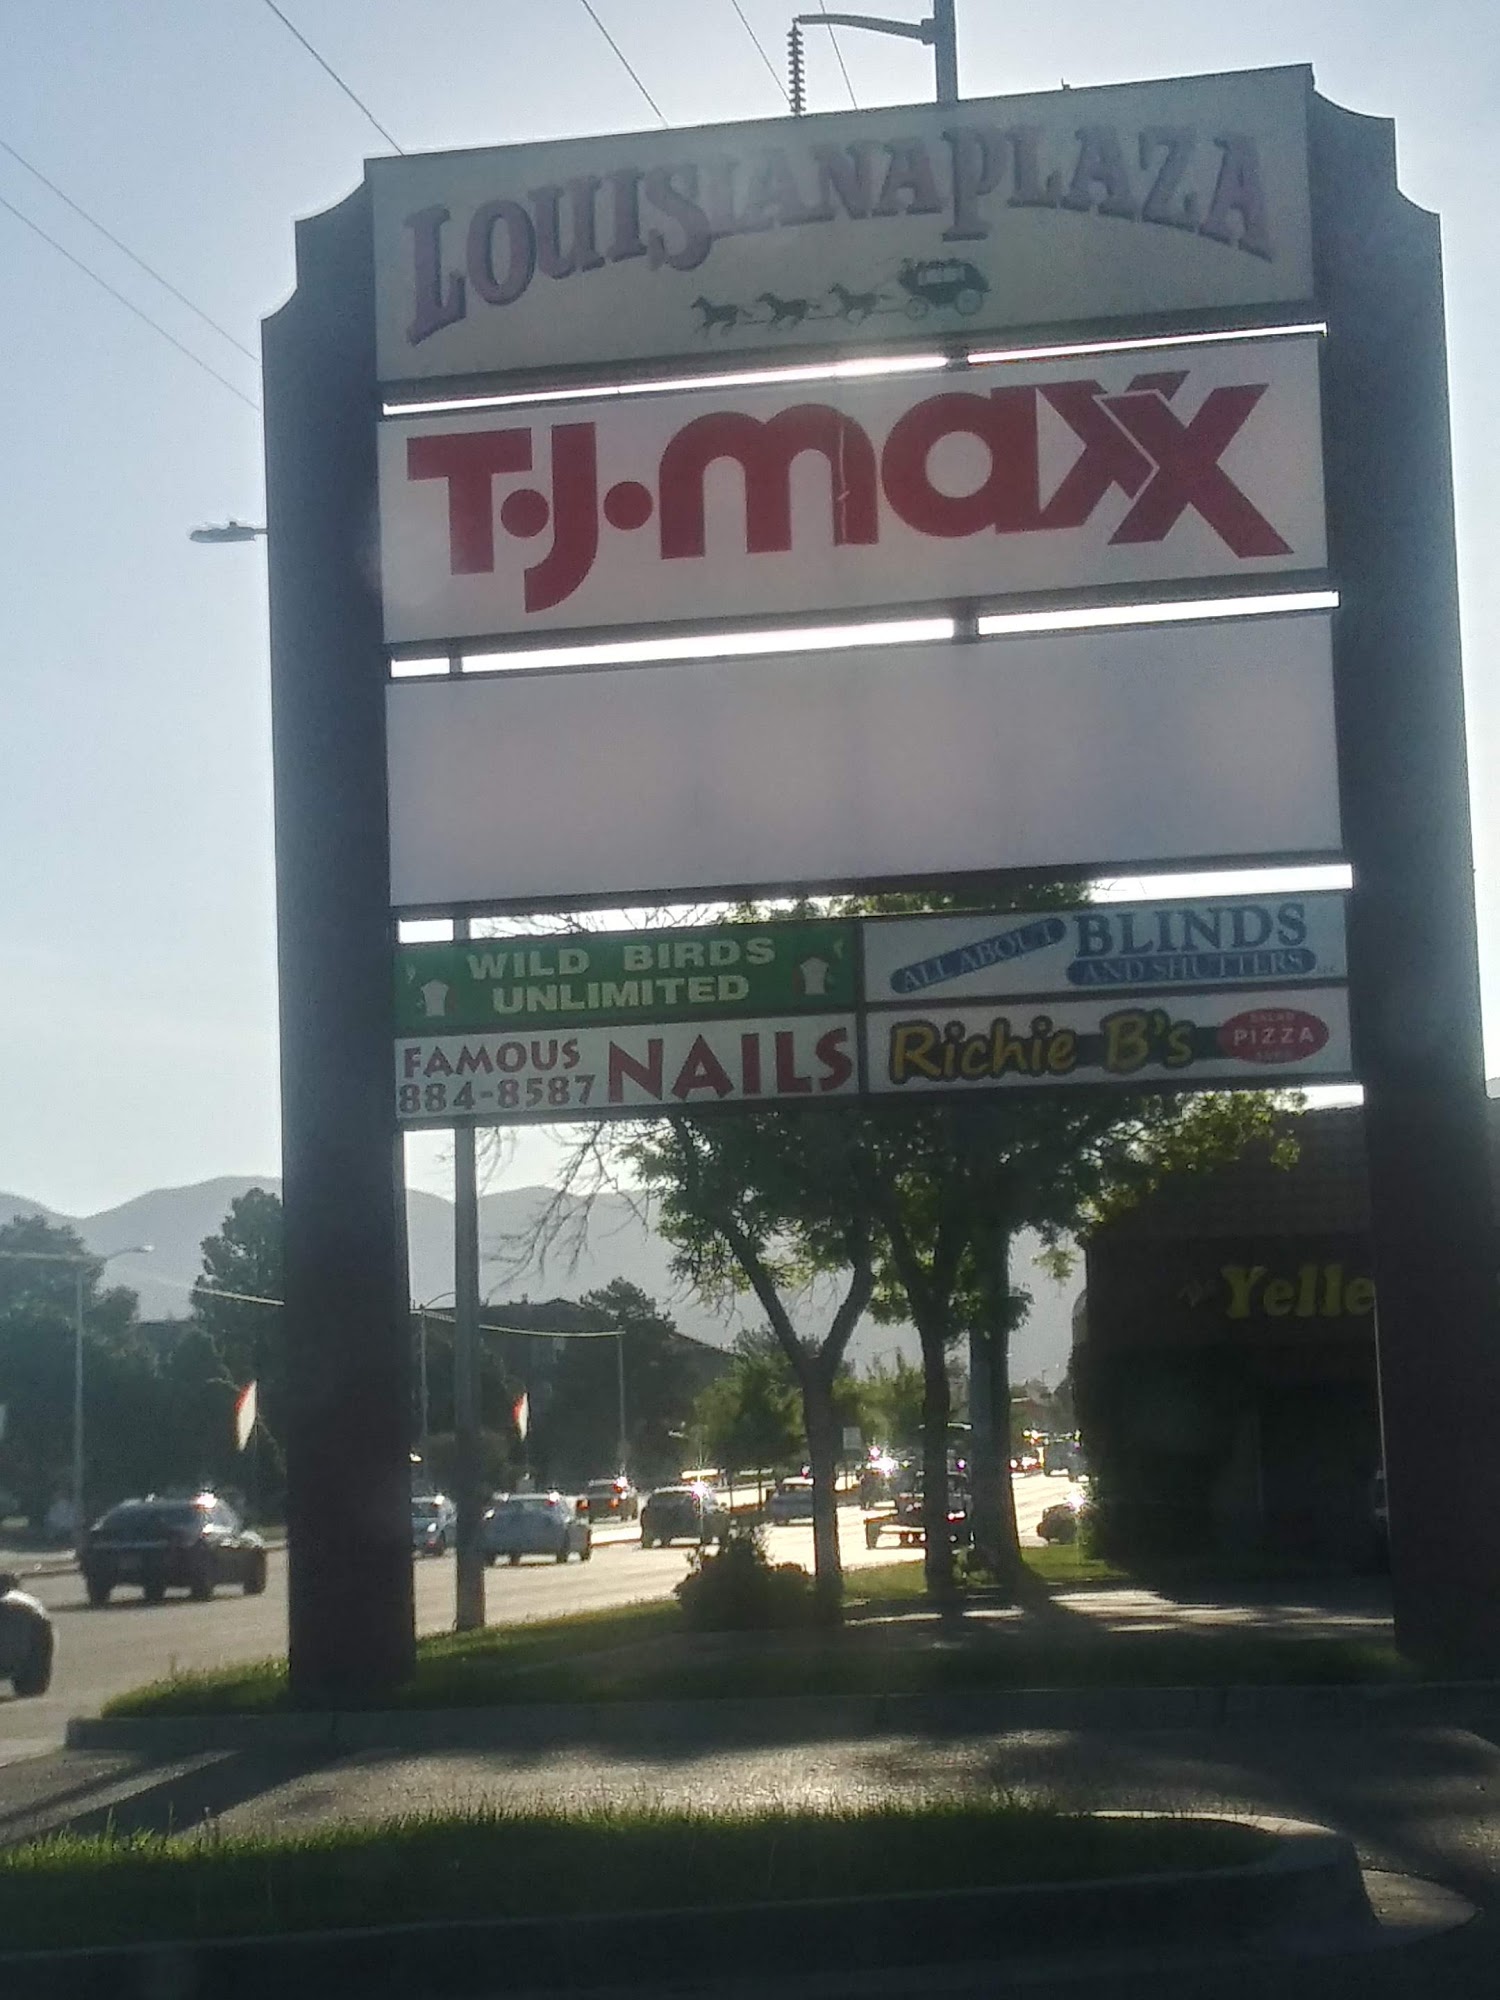 LOUISIANA PLAZA
T.J.maxx
WILD BIRDS
UNLIMITED
ALL ABOUT BLINDS
AND SHUTTERS
FAMOUS NAILS
884-8587
Richie B's PIZZA
Yelle